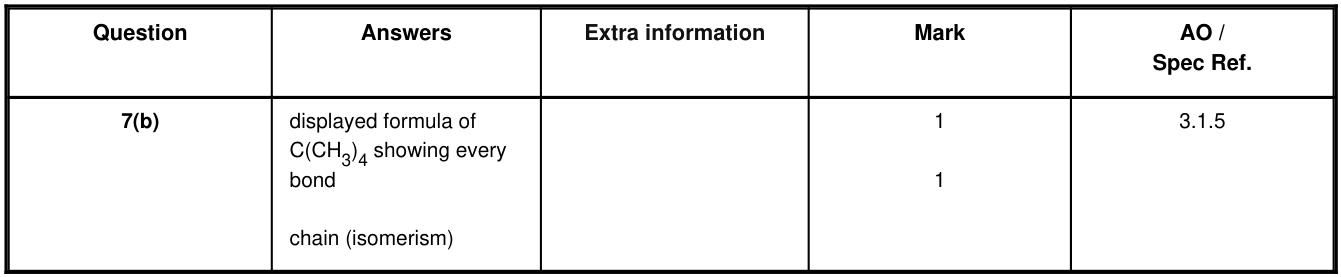 Question Answers Extra information Mark AO /
Spec Ref.
7(b) displayed formula of 1 3.1.5
C(CH3)4 showing every
bond 1
chain (isomerism)